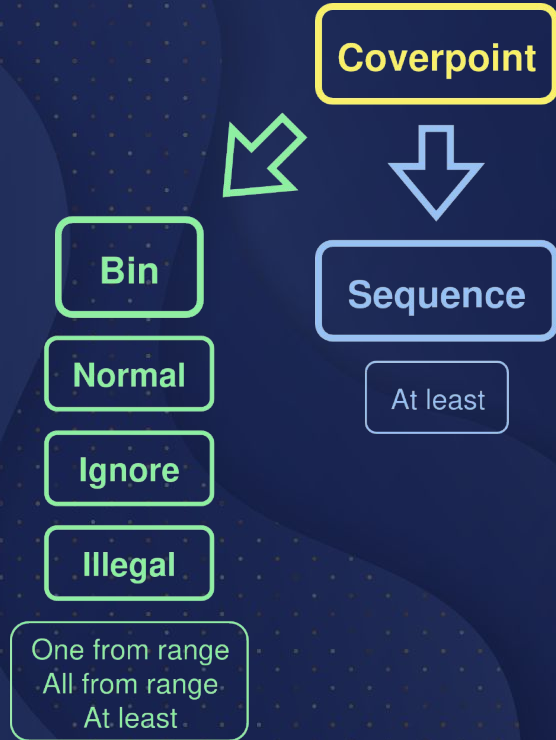 Coverpoint
Bin
Sequence
Normal
At least
Ignore
Illegal
One from range
All from range
At least